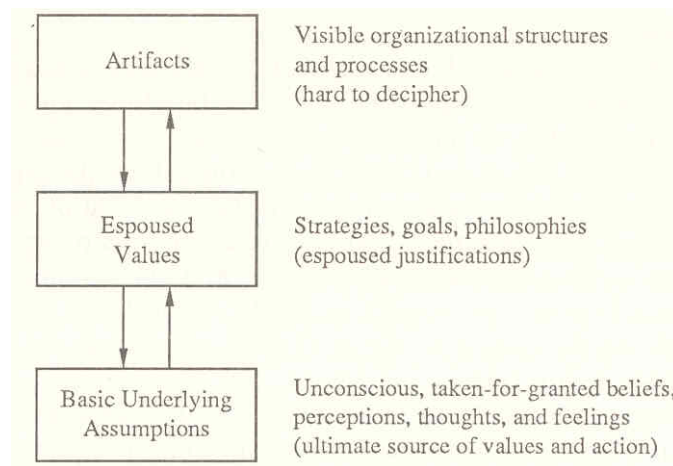 Artifacts
Visible organizational structures
and processes
(hard to decipher)
Espoused
Values
Strategies, goals, philosophies
(espoused justifications)
Basic Underlying
Assumptions
Unconscious, taken-for-granted beliefs,
perceptions, thoughts, and feelings
(ultimate source of values and action)